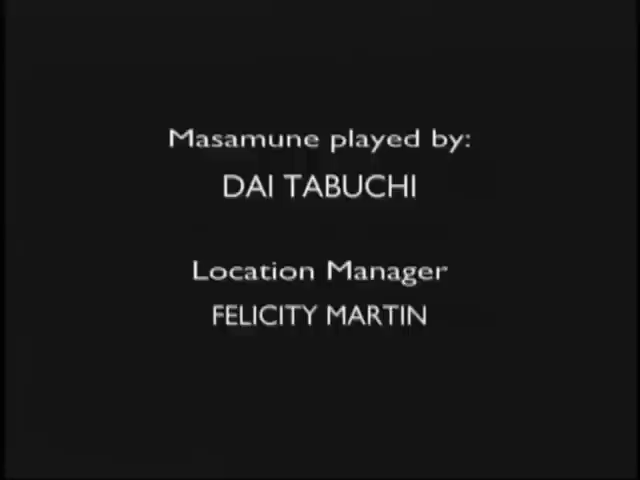 Masamune played by:
DAI TABUCHI
Location Manager
FELICITY MARTIN